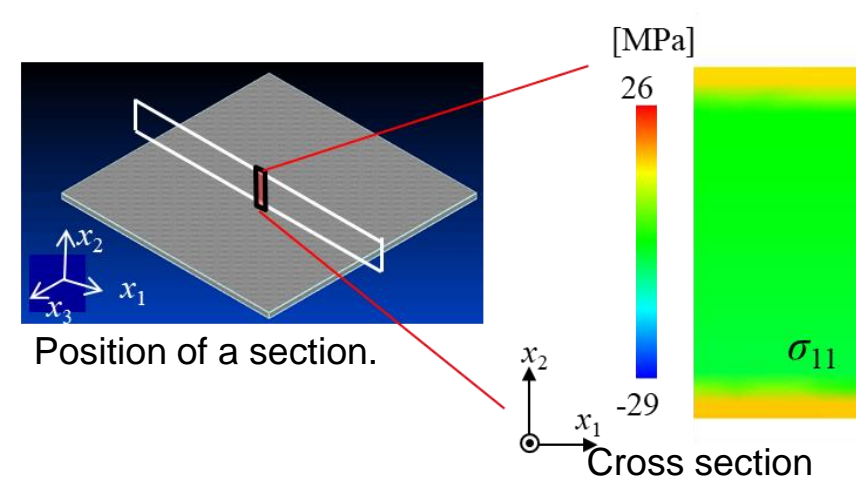 [MPa]
26
x2
x1
x3
Position of a section.
σ11
x2
-29
x1
Cross section